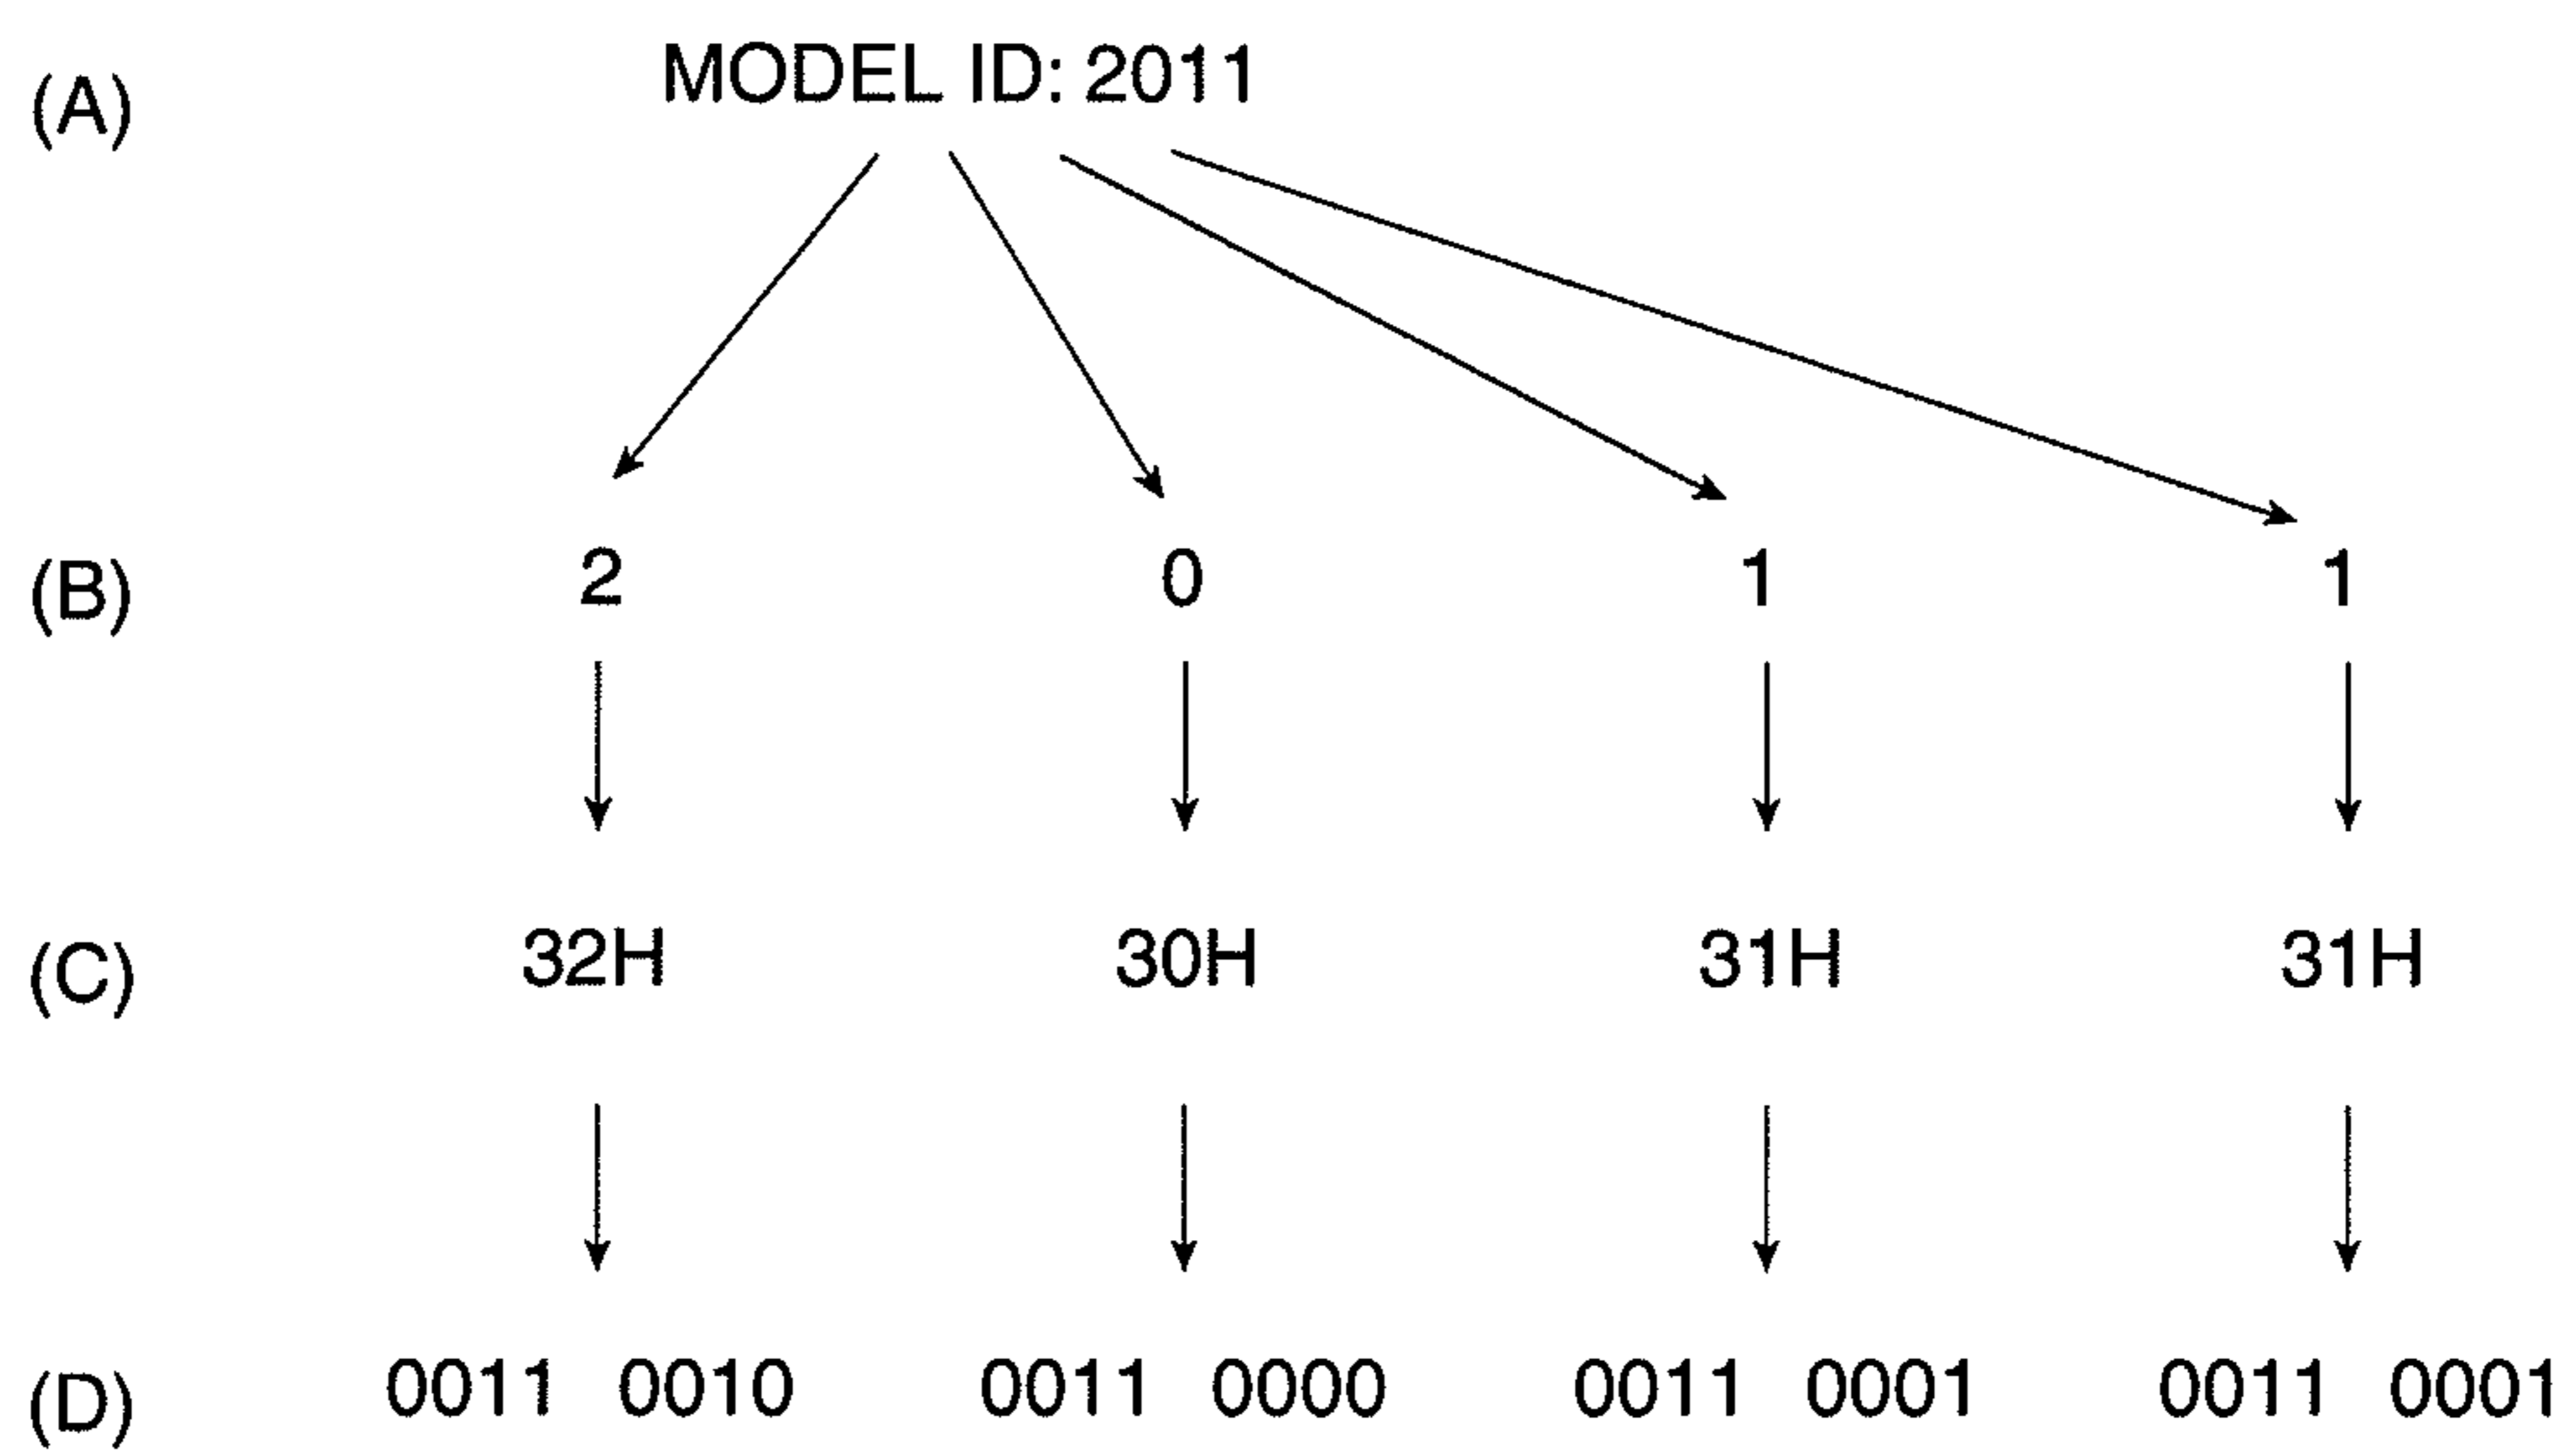 (A) MODEL ID: 2011
(B) 2 0 1 1
(C) 32H 30H 31H 31H
(D) 0011 0010 0011 0000 0011 0001 0011 0001